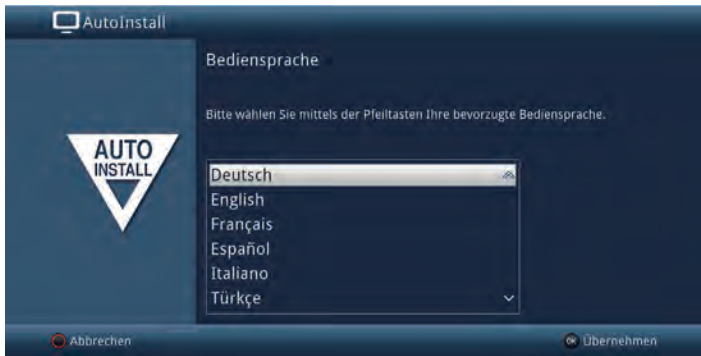 AutoInstall
Bediensprache
Bitte wählen Sie mittels der Pfeiltasten Ihre bevorzugte Bediensprache.
AUTO
INSTALL
Deutsch
English
Français
Español
Italiano
Türkçe
Abbrechen
OK Übernehmen